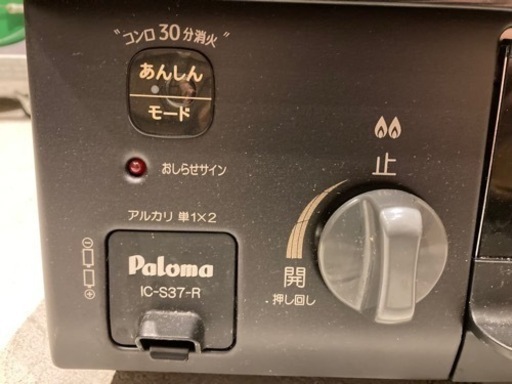 "コンロ30分消火"
あんしん
モード
おしらせサイン
止
アルカリ 単1×2
Paloma
IC-S37-R
開
押し回し
⊖
⊕